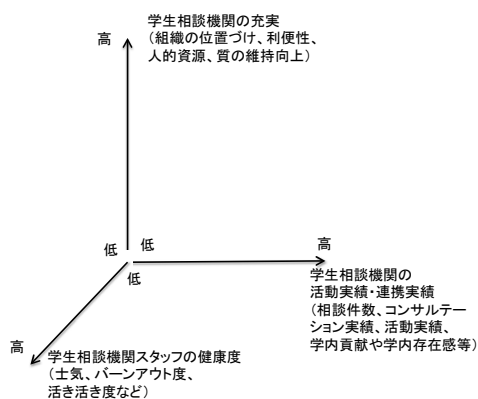 学生相談機関の充実
高
（組織の位置づけ、利便性、
人的資源、質の維持向上）
低
低
低
高
学生相談機関の
活動実績・連携実績
（相談件数、コンサルテー
ション実績、活動実績、
学内貢献や学内存在感等）
高
学生相談機関スタッフの健康度
（士気、バーンアウト度、
活き活き度など）